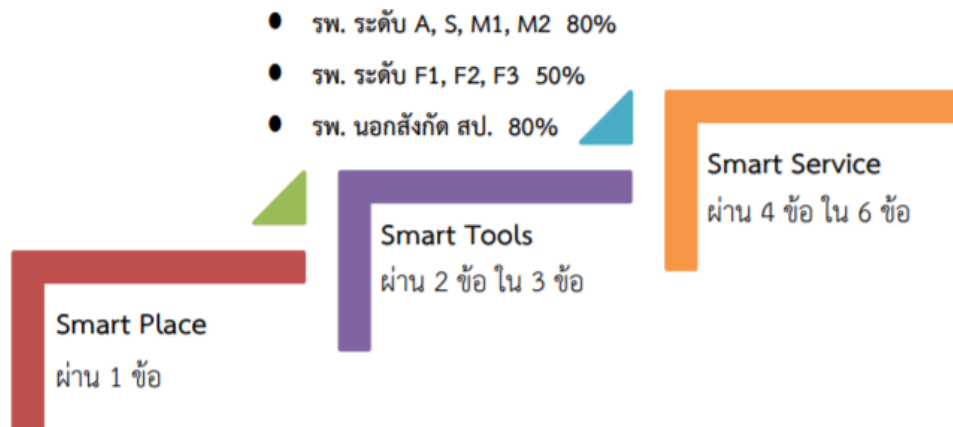 ● รพ. ระดับ A, S, M1, M2 80%
● รพ. ระดับ F1, F2, F3 50%
● รพ. นอกสังกัด สป. 80%
Smart Service
ผ่าน 4 ข้อ ใน 6 ข้อ
Smart Tools
ผ่าน 2 ข้อ ใน 3 ข้อ
Smart Place
ผ่าน 1 ข้อ